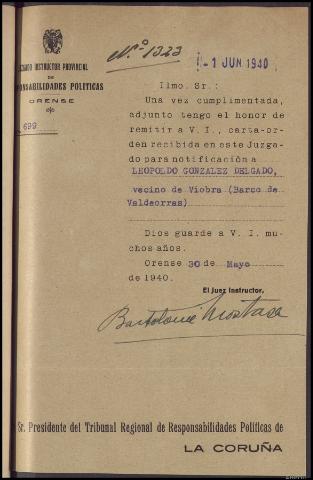 Nº 1323
-1 JUN 1940
INSTRUCTOR PROVINCIAL
DE
RESPONSABILIDADES POLITICAS
ORENSE
699
Ilmo. Sr.:
Una vez cumplimentada,
adjunto tengo el honor de
remitir a V. I., carta-or-
den recibida en este Juzga-
do para notificación a
LEOPOLDO GONZALEZ DELGADO,
vecino de Viobra (Barco de
Valdeorras)
Dios guarde a V. I. mu-
chos años.
Orense 30 de Mayo
de 1940.
El Juez Instructor,
Bartolomé Mostaza
Sr. Presidente del Tribunal Regional de Responsabilidades Políticas de
LA CORUÑA